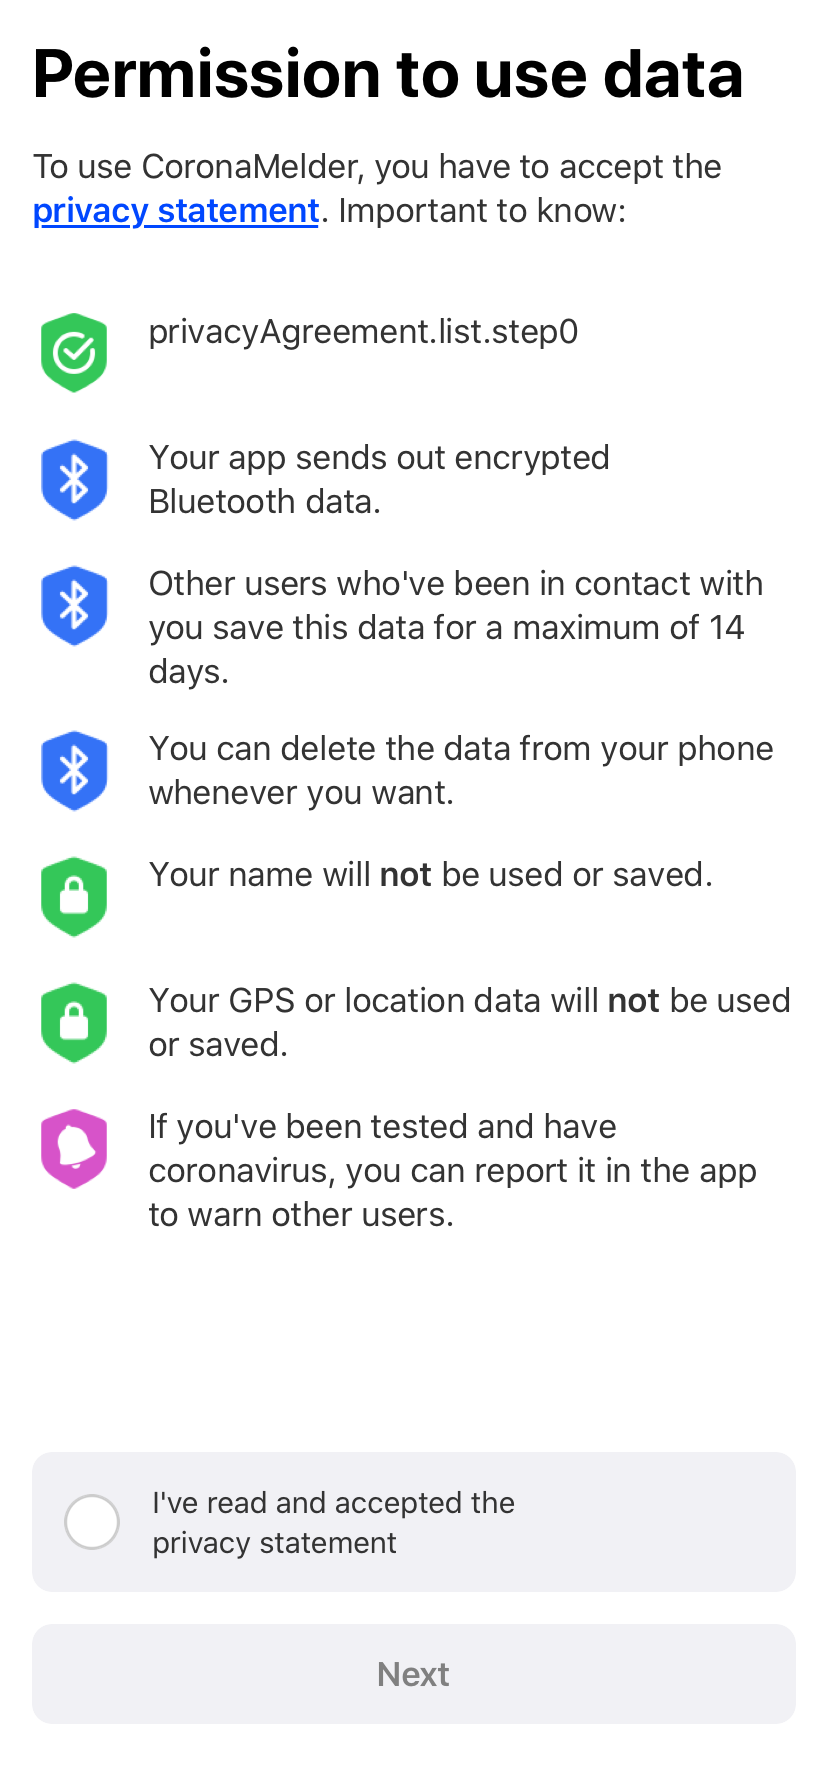 Permission to use data
To use CoronaMelder, you have to accept the
privacy statement. Important to know:
privacyAgreement.list.step0
Your app sends out encrypted
Bluetooth data.
Other users who've been in contact with
you save this data for a maximum of 14
days.
You can delete the data from your phone
whenever you want.
Your name will not be used or saved.
Your GPS or location data will not be used
or saved.
If you've been tested and have
coronavirus, you can report it in the app
to warn other users.
I've read and accepted the
privacy statement
Next